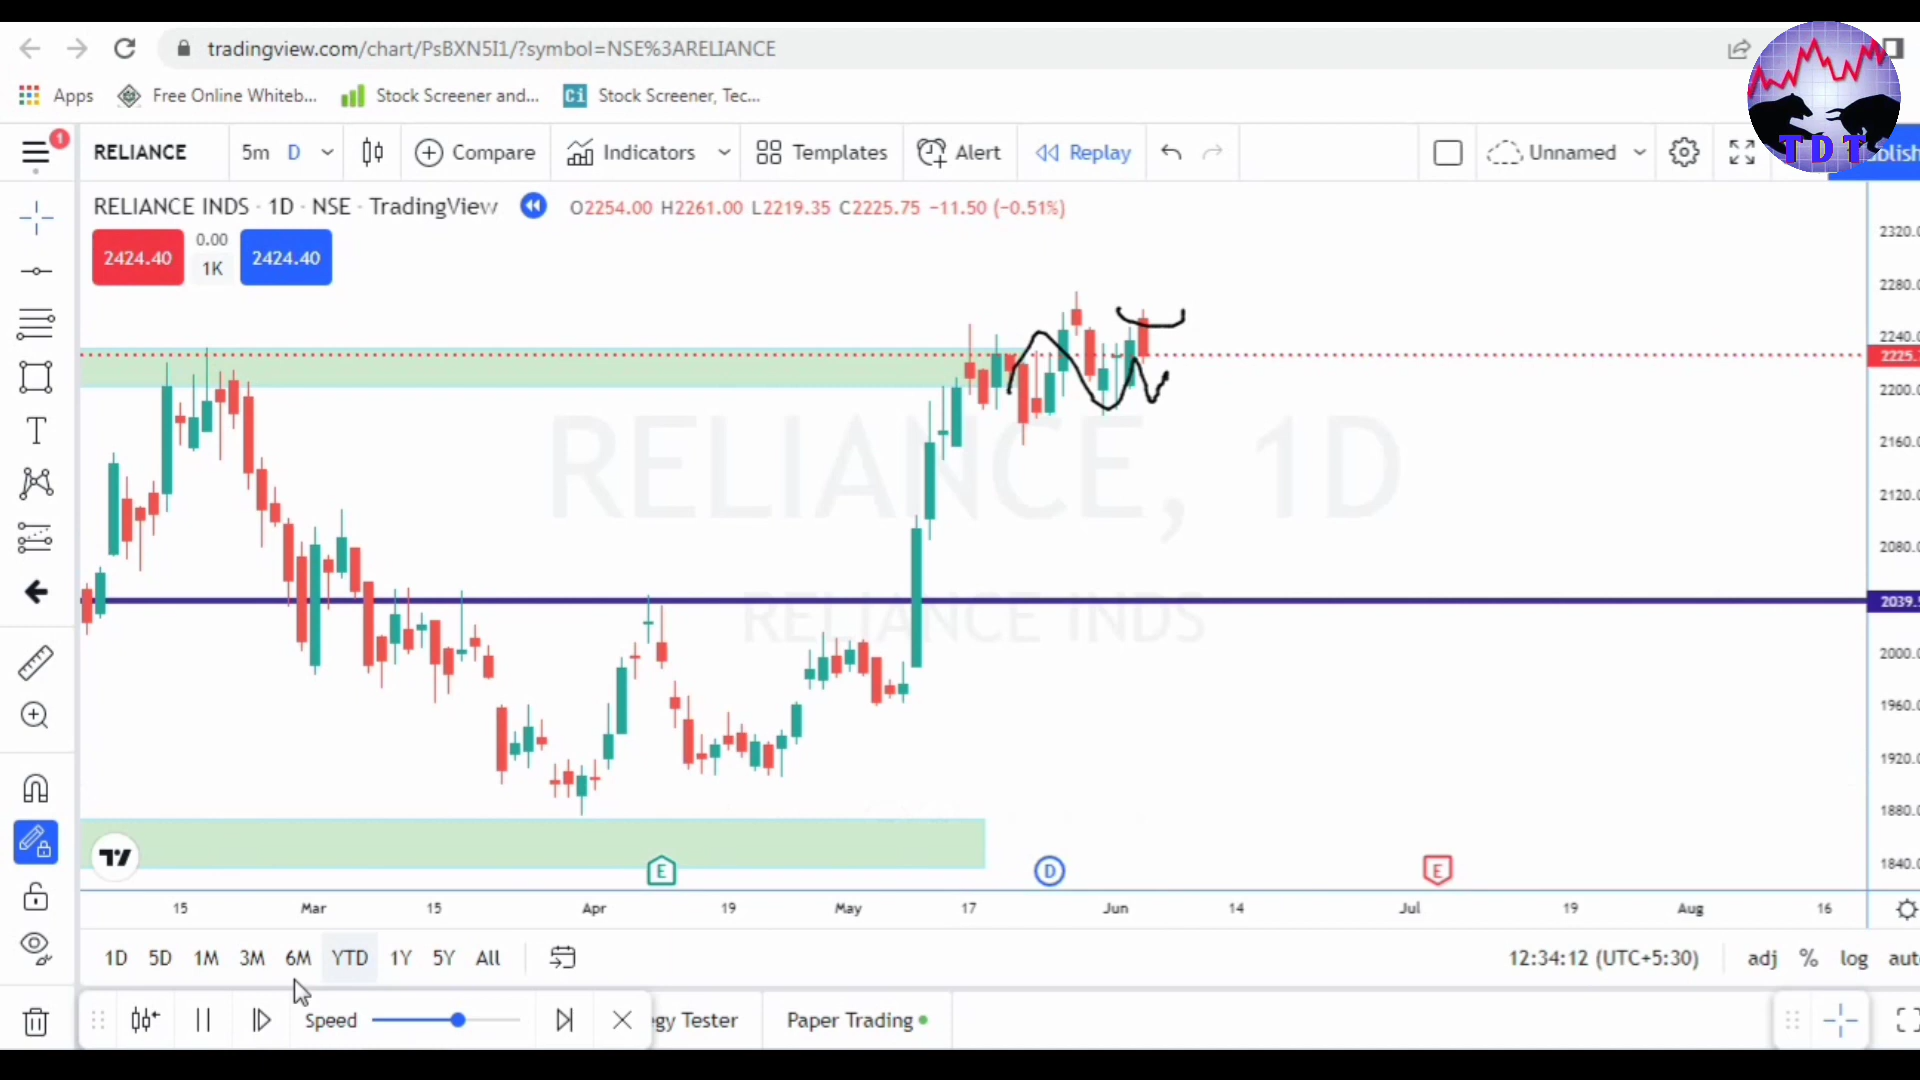 tradingview.com/chart/PsBXN5I1/?symbol=NSE%3ARELIANCE
Apps Free Online Whiteb... Stock Screener and... Ci Stock Screener, Tec...
TDT
1
RELIANCE 5m D Compare Indicators Templates Alert Replay Unnamed blish
RELIANCE INDS · 1D · NSE · TradingView O2254.00 H2261.00 L2219.35 C2225.75 −11.50 (−0.51%)
2424.40 0.00 1K 2424.40
2320.0
2280.0
2240.0
2225.
2200.0
RELIANCE, 1D
2160.0
2120.0
2080.0
2039.5
RELIANCE INDS
2000.0
1960.0
1920.0
1880.0
1840.0
E D E
15 Mar 15 Apr 19 May 17 Jun 14 Jul 19 Aug 16
1D 5D 1M 3M 6M YTD 1Y 5Y All 12:34:12 (UTC+5:30) adj % log aut
Speed egy Tester Paper Trading